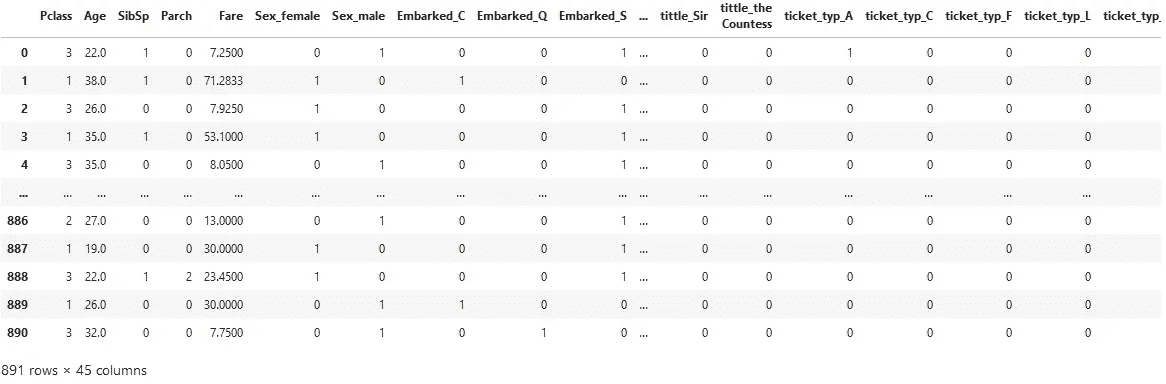 Pclass Age SibSp Parch Fare Sex_female Sex_male Embarked_C Embarked_Q Embarked_S ... tittle_Sir tittle_the Countess ticket_typ_A ticket_typ_C ticket_typ_F ticket_typ_L ticket_typ_
0 3 22.0 1 0 7.2500 0 1 0 0 1 ... 0 0 1 0 0 0
1 1 38.0 1 0 71.2833 1 0 1 0 0 ... 0 0 0 0 0 0
2 3 26.0 0 0 7.9250 1 0 0 0 1 ... 0 0 0 0 0 0
3 1 35.0 1 0 53.1000 1 0 0 0 1 ... 0 0 0 0 0 0
4 3 35.0 0 0 8.0500 0 1 0 0 1 ... 0 0 0 0 0 0
... ... ... ... ... ... ... ... ... ... ... ... ... ... ... ... ... ...
886 2 27.0 0 0 13.0000 0 1 0 0 1 ... 0 0 0 0 0 0
887 1 19.0 0 0 30.0000 1 0 0 0 1 ... 0 0 0 0 0 0
888 3 22.0 1 2 23.4500 1 0 0 0 1 ... 0 0 0 0 0 0
889 1 26.0 0 0 30.0000 0 1 1 0 0 ... 0 0 0 0 0 0
890 3 32.0 0 0 7.7500 0 1 0 1 0 ... 0 0 0 0 0 0
891 rows × 45 columns